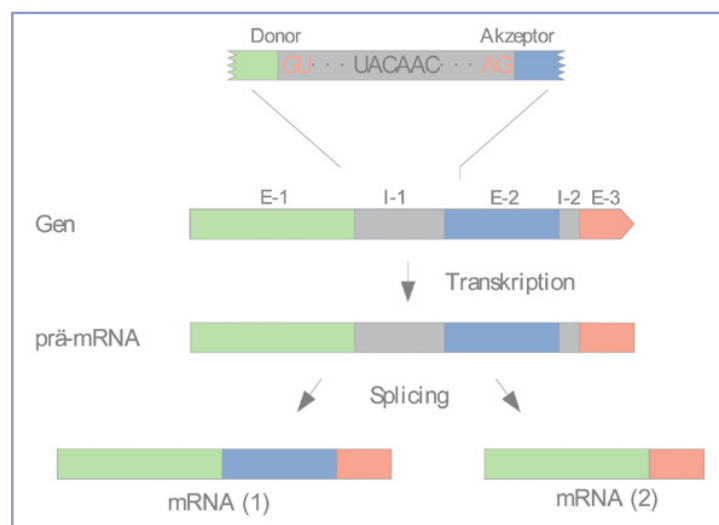 Donor Akzeptor
GU · · · UACAAC · · · AG
E-1 I-1 E-2 I-2 E-3
Gen
Transkription
prä-mRNA
Splicing
mRNA (1) mRNA (2)